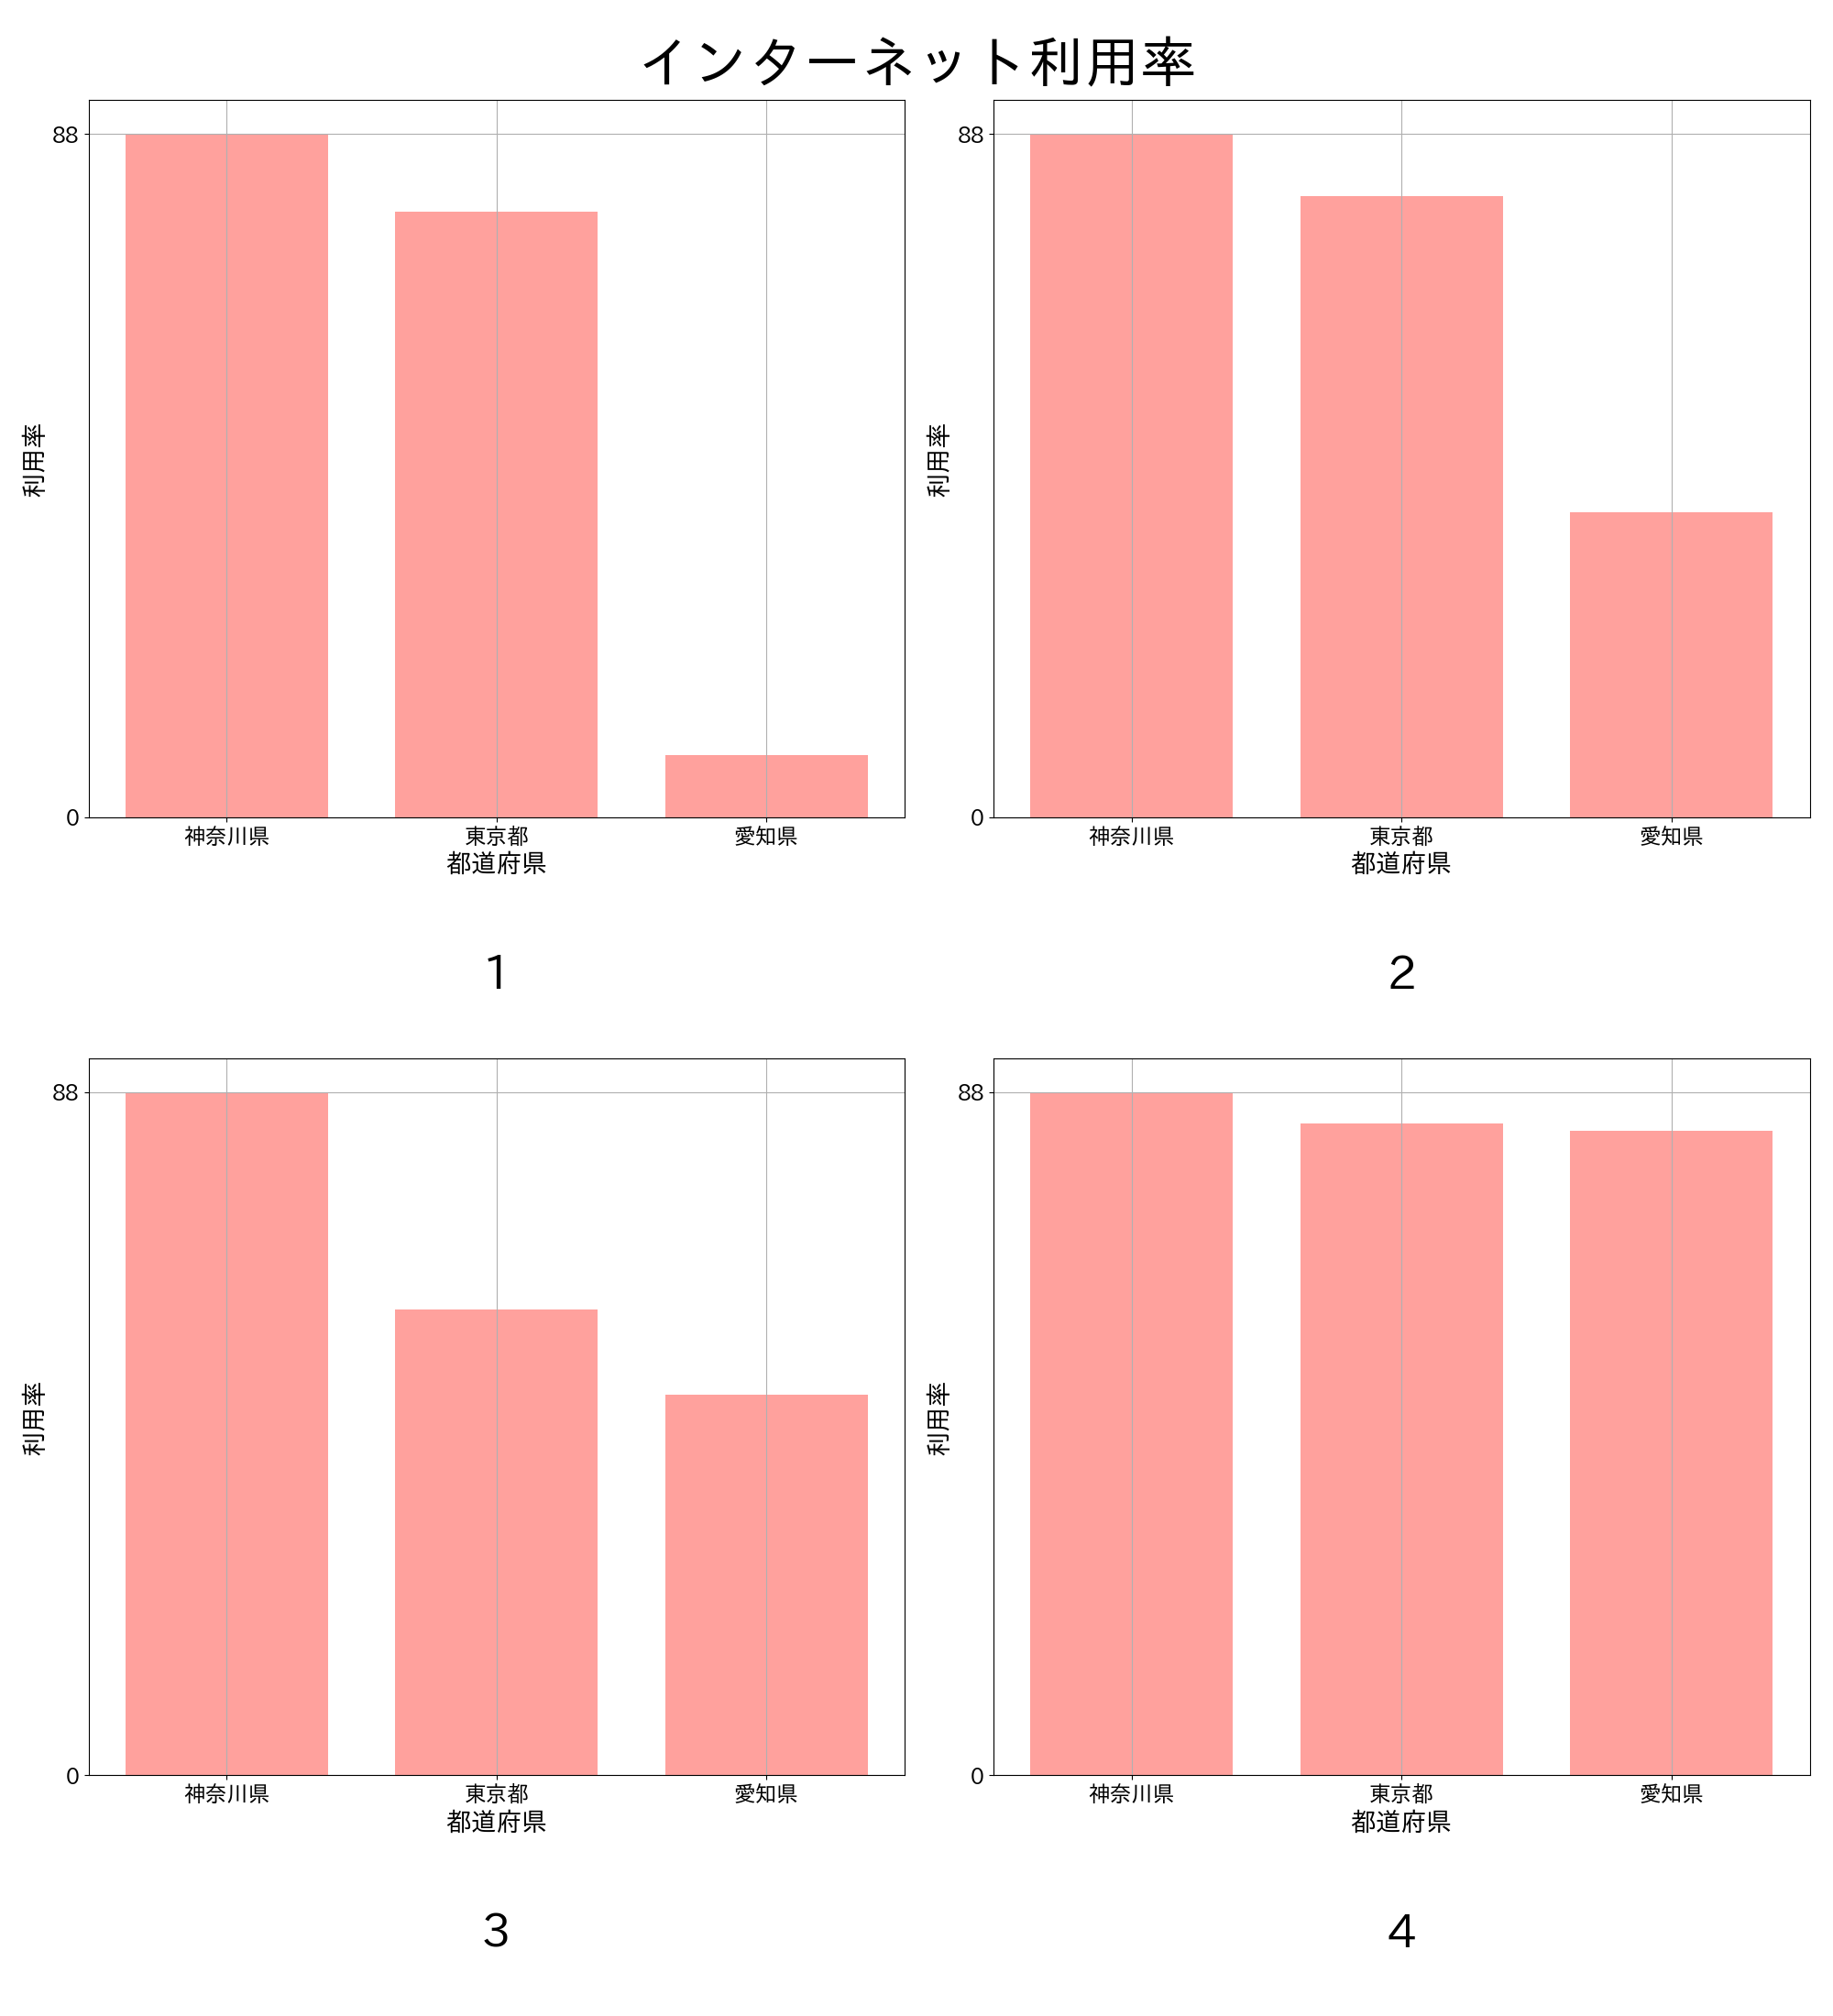 インターネット利用率
88
0
利用率
神奈川県 東京都 愛知県
都道府県
1
88
0
利用率
神奈川県 東京都 愛知県
都道府県
2
88
0
利用率
神奈川県 東京都 愛知県
都道府県
3
88
0
利用率
神奈川県 東京都 愛知県
都道府県
4